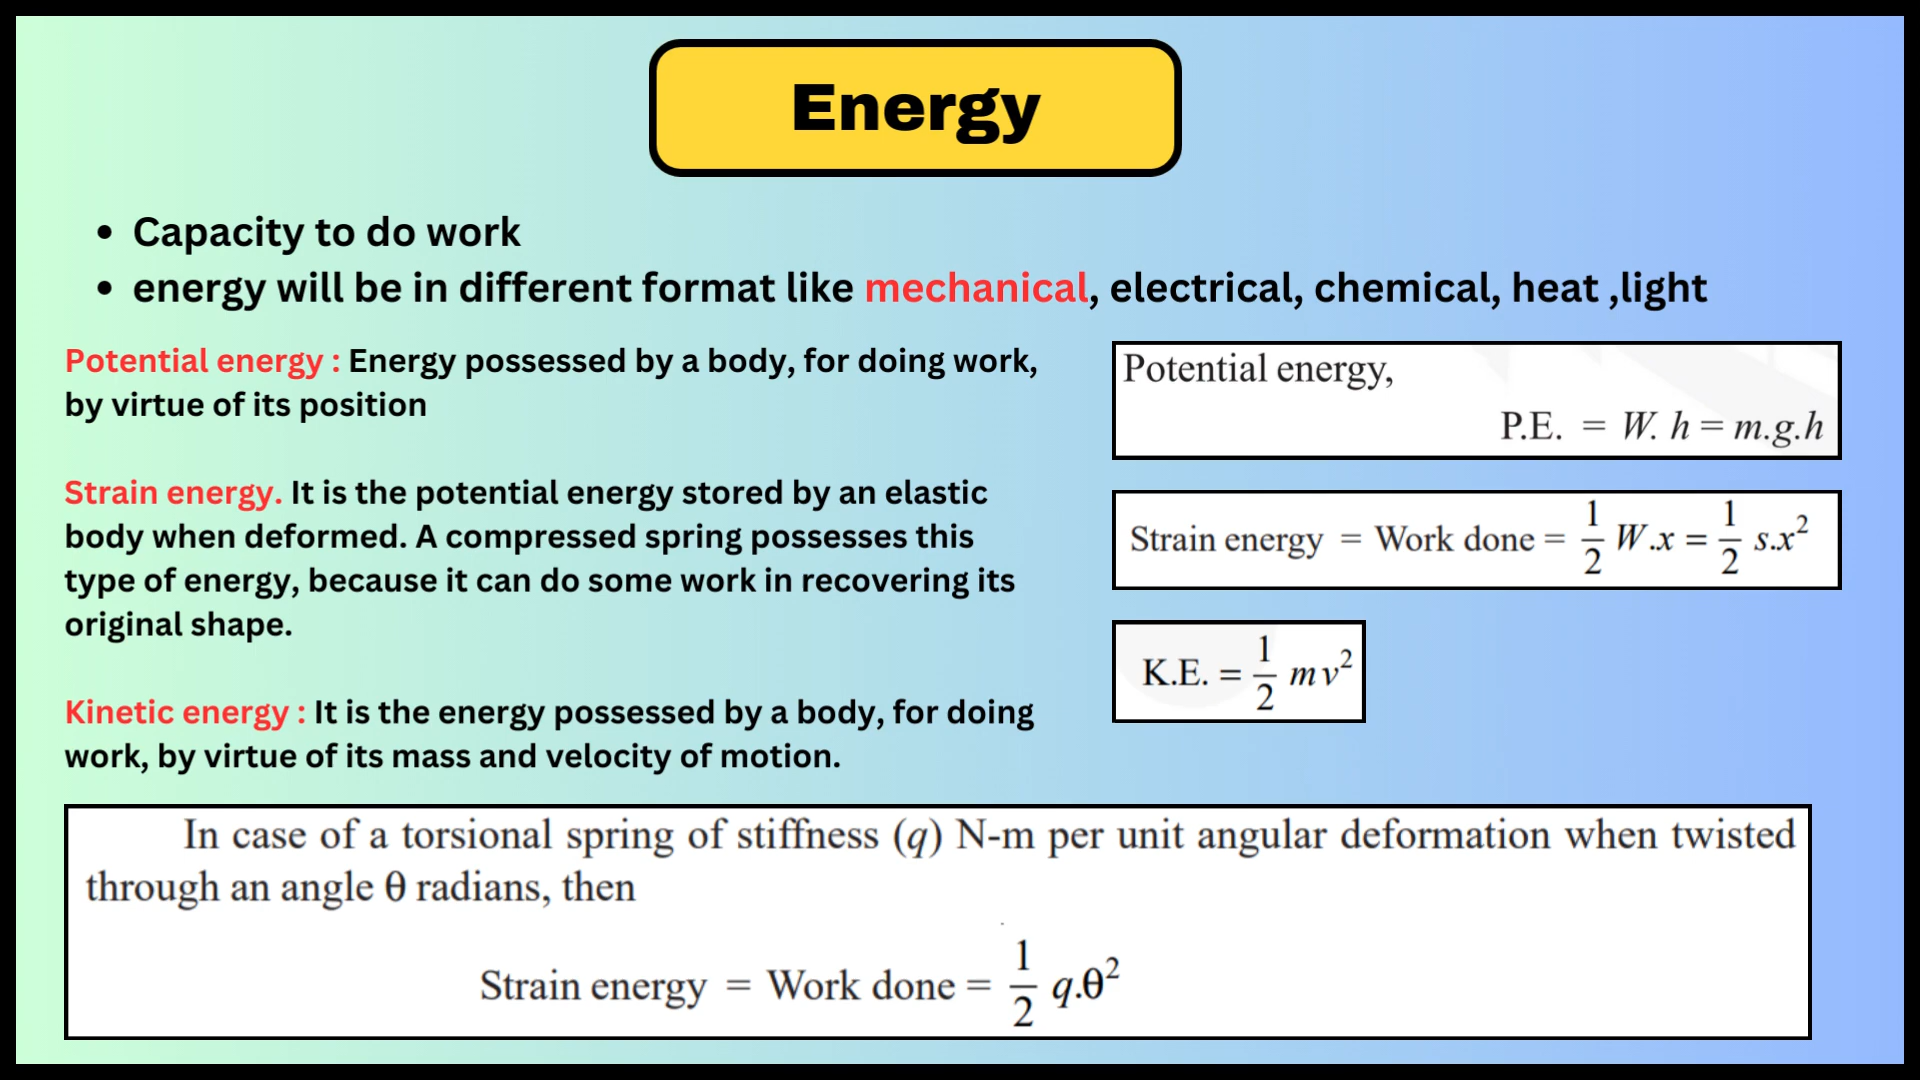 Energy
• Capacity to do work
• energy will be in different format like mechanical, electrical, chemical, heat ,light
Potential energy : Energy possessed by a body, for doing work,
by virtue of its position
Strain energy. It is the potential energy stored by an elastic
body when deformed. A compressed spring possesses this
type of energy, because it can do some work in recovering its
original shape.
Kinetic energy : It is the energy possessed by a body, for doing
work, by virtue of its mass and velocity of motion.
Potential energy,
P.E. = W. h = m.g.h
Strain energy = Work done = 1/2 W.x = 1/2 s.x²
K.E. = 1/2 m v²
In case of a torsional spring of stiffness (q) N-m per unit angular deformation when twisted
through an angle θ radians, then
Strain energy = Work done = 1/2 q.θ²